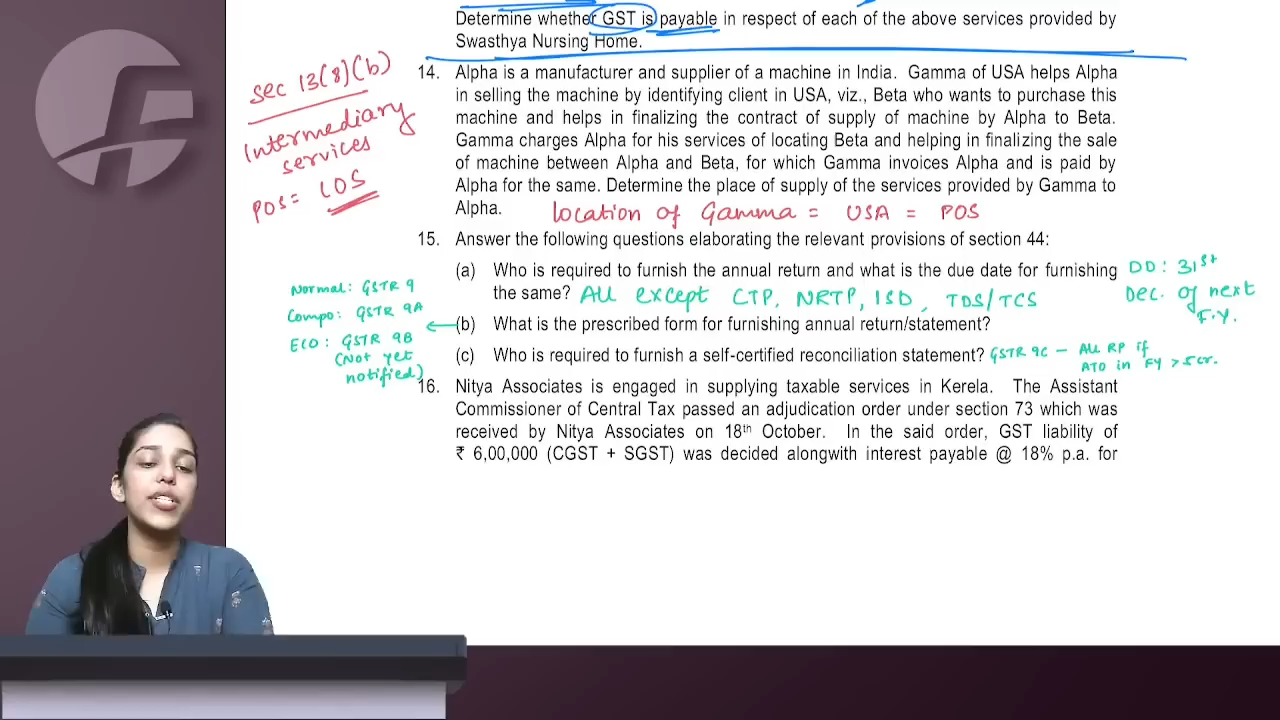 Determine whether GST is payable in respect of each of the above services provided by
Swasthya Nursing Home.
sec 13(8)(b)
Intermediary
services
POS = LOS
14. Alpha is a manufacturer and supplier of a machine in India. Gamma of USA helps Alpha
in selling the machine by identifying client in USA, viz., Beta who wants to purchase this
machine and helps in finalizing the contract of supply of machine by Alpha to Beta.
Gamma charges Alpha for his services of locating Beta and helping in finalizing the sale
of machine between Alpha and Beta, for which Gamma invoices Alpha and is paid by
Alpha for the same. Determine the place of supply of the services provided by Gamma to
Alpha. location of Gamma = USA = POS
15. Answer the following questions elaborating the relevant provisions of section 44:
(a) Who is required to furnish the annual return and what is the due date for furnishing
the same? All except CTP, NRTP, ISD, TDS/TCS
DD: 31st
Dec. of next
F.Y.
Normal: GSTR 9
Compo: GSTR 9A
ECO: GSTR 9B
(Not yet
notified)
(b) What is the prescribed form for furnishing annual return/statement?
(c) Who is required to furnish a self-certified reconciliation statement? GSTR 9C – All RP if
ATO in FY > 5 cr.
16. Nitya Associates is engaged in supplying taxable services in Kerela. The Assistant
Commissioner of Central Tax passed an adjudication order under section 73 which was
received by Nitya Associates on 18th October. In the said order, GST liability of
₹ 6,00,000 (CGST + SGST) was decided alongwith interest payable @ 18% p.a. for